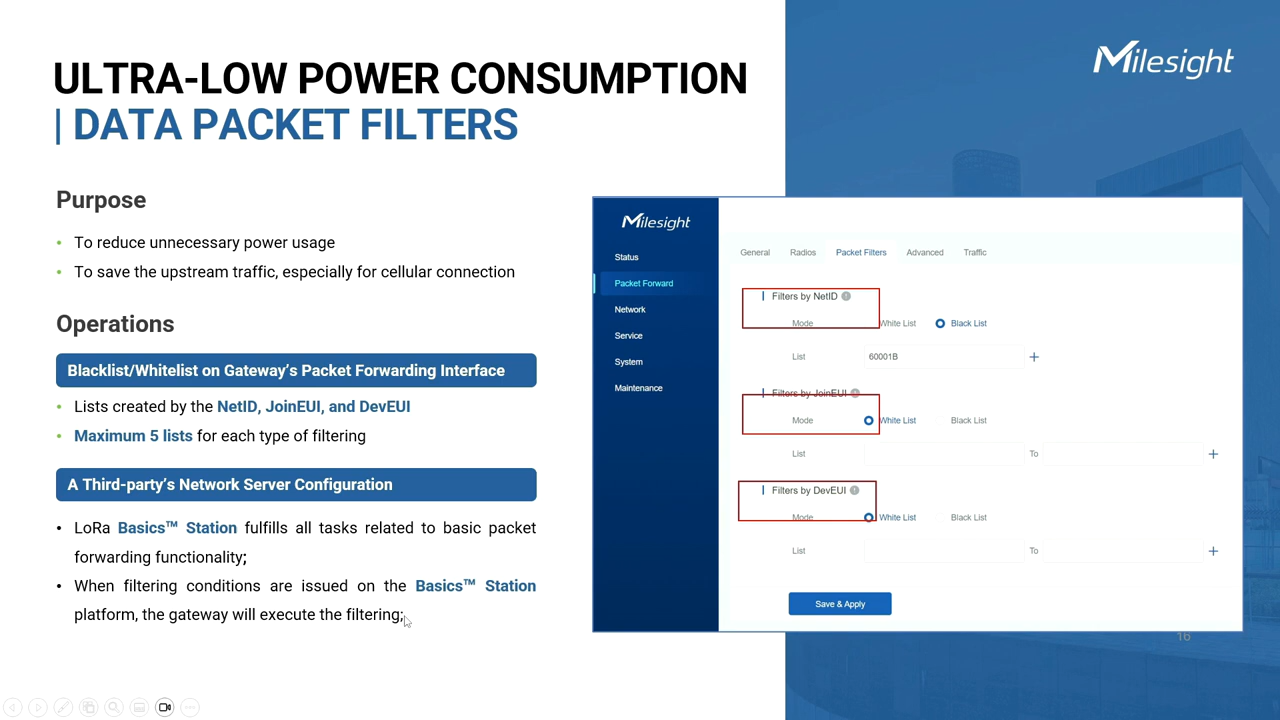 Milesight
ULTRA-LOW POWER CONSUMPTION
| DATA PACKET FILTERS
Purpose
• To reduce unnecessary power usage
• To save the upstream traffic, especially for cellular connection
Operations
Blacklist/Whitelist on Gateway's Packet Forwarding Interface
• Lists created by the NetID, JoinEUI, and DevEUI
• Maximum 5 lists for each type of filtering
A Third-party's Network Server Configuration
• LoRa Basics™ Station fulfills all tasks related to basic packet
forwarding functionality;
• When filtering conditions are issued on the Basics™ Station
platform, the gateway will execute the filtering;
Milesight
Status
Packet Forward
Network
Service
System
Maintenance
General Radios Packet Filters Advanced Traffic
Filters by NetID
Mode White List Black List
List 60001B +
Filters by JoinEUI
Mode White List Black List
List To +
Filters by DevEUI
Mode White List Black List
List To +
Save & Apply
16